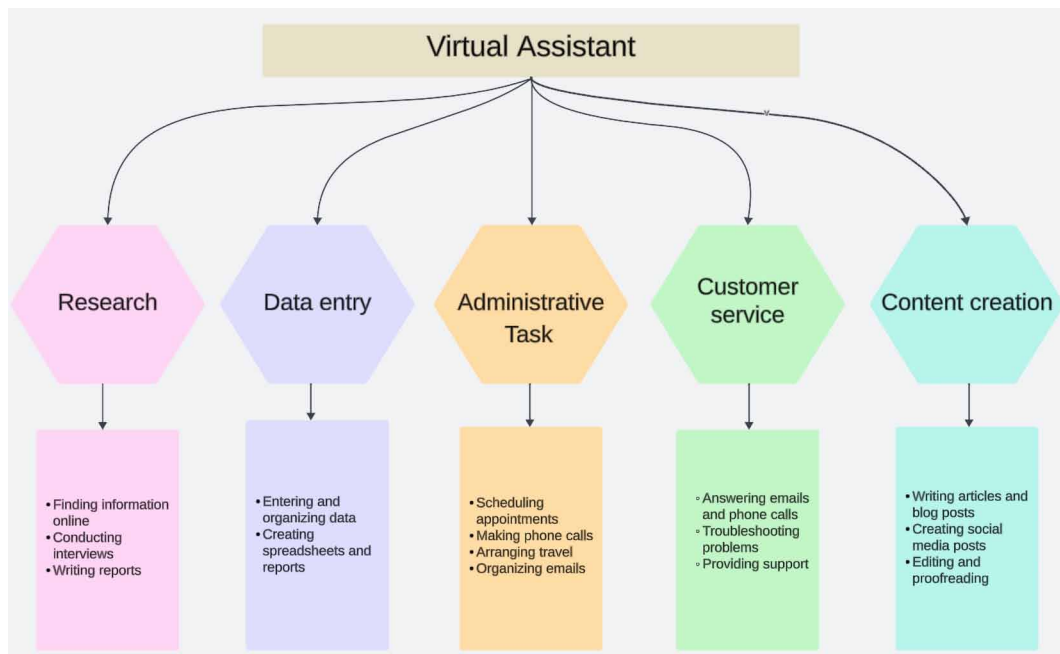 Virtual Assistant
Research
Data entry
Administrative
Task
Customer
service
Content creation
• Finding information
online
• Conducting
interviews
• Writing reports
• Entering and
organizing data
• Creating
spreadsheets and
reports
• Scheduling
appointments
• Making phone calls
• Arranging travel
• Organizing emails
◦ Answering emails
and phone calls
◦ Troubleshooting
problems
◦ Providing support
• Writing articles and
blog posts
• Creating social
media posts
• Editing and
proofreading